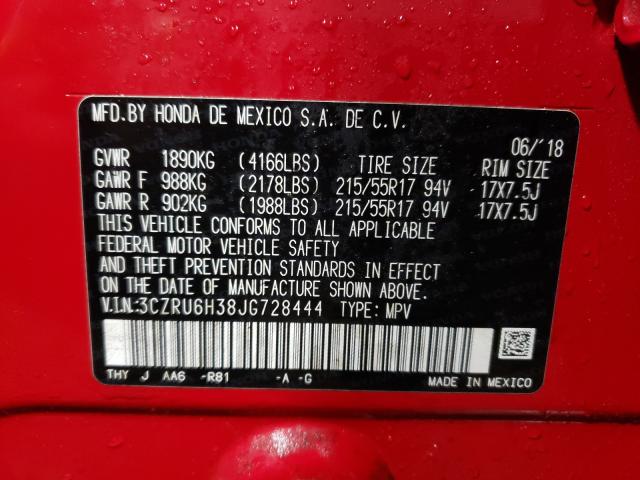 MFD.BY HONDA DE MEXICO S.A. DE C.V.
06/'18
GVWR 1890KG (4166LBS) TIRE SIZE RIM SIZE
GAWR F 988KG (2178LBS) 215/55R17 94V 17X7.5J
GAWR R 902KG (1988LBS) 215/55R17 94V 17X7.5J
THIS VEHICLE CONFORMS TO ALL APPLICABLE
FEDERAL MOTOR VEHICLE SAFETY
AND THEFT PREVENTION STANDARDS IN EFFECT
ON THE DATE OF MANUFACTURE SHOWN ABOVE.
V.I.N:3CZRU6H38JG728444 TYPE: MPV
THY J AA6 -R81 -A -G
MADE IN MEXICO